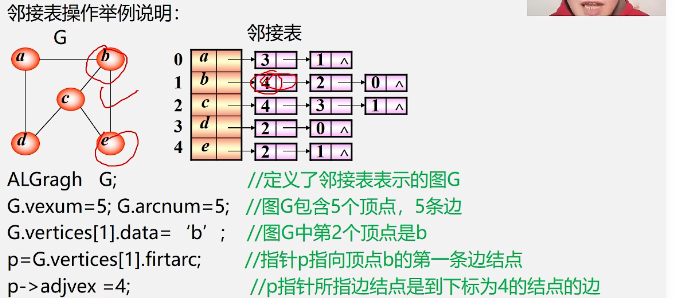 邻接表操作举例说明：
G
邻接表
a
b
c
d
e
0 a 3 1 ∧
1 b 4 2 0 ∧
2 c 4 3 1 ∧
3 d 2 0 ∧
4 e 2 1 ∧
ALGragh G; //定义了邻接表表示的图G
G.vexum=5; G.arcnum=5; //图G包含5个顶点，5条边
G.vertices[1].data= ‘b’; //图G中第2个顶点是b
p=G.vertices[1].firtarc; //指针p指向顶点b的第一条边结点
p->adjvex =4; //p指针所指边结点是到下标为4的结点的边